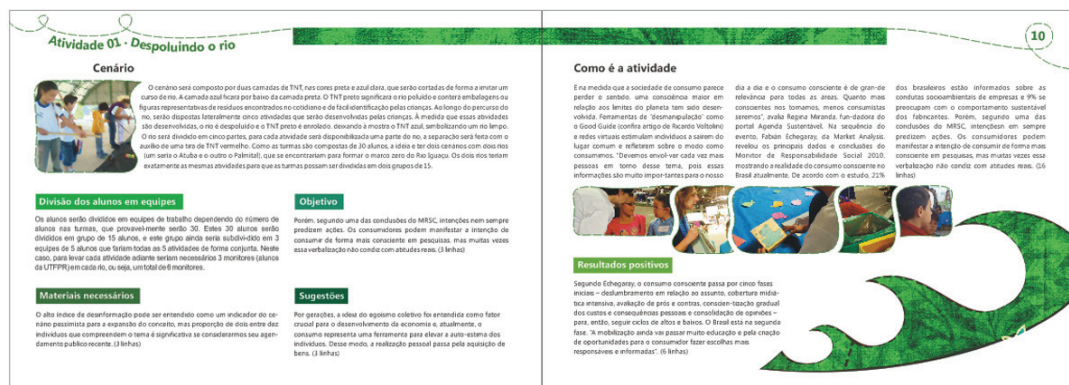 Atividade 01 · Despoluindo o rio
Cenário
O cenário será composto por duas camadas de TNT, nas cores preta e azul clara, que serão cortadas de forma a imitar um
curso de rio. A camada azul ficará por baixo da camada preta. O TNT preto significará o rio poluído e conterá embalagens ou
figuras representativas de resíduos encontrados no cotidiano e de fácil identificação pelas crianças. Ao longo do percurso do
rio, serão dispostas lateralmente cinco atividades que serão desenvolvidas pelas crianças. À medida que essas atividades
são desenvolvidas, o rio é despoluído e o TNT preto é enrolado, deixando à mostra o TNT azul, simbolizando um rio limpo.
O rio será dividido em cinco partes, para cada atividade será disponibilizada uma parte do rio, a separação será feita com o
auxílio de uma tira de TNT vermelho. Como as turmas são compostas de 30 alunos, a idéia é ter dois cenários com dois rios
(um seria o Atuba e o outro o Palmital), que se encontrariam para formar o marco zero do Rio Iguaçu. Os dois rios teriam
exatamente as mesmas atividades para que as turmas possam ser divididas em dois grupos de 15.
Divisão dos alunos em equipes
Os alunos serão divididos em equipes de trabalho dependendo do número de
alunos nas turmas, que provavel-mente serão 30. Estes 30 alunos serão
divididos em grupo de 15 alunos, e este grupo ainda seria subdividido em 3
equipes de 5 alunos que fariam todas as 5 atividades de forma conjunta. Neste
caso, para levar cada atividade adiante seriam necessários 3 monitores (alunos
da UTFPR) em cada rio, ou seja, um total de 6 monitores.
Objetivo
Porém, segundo uma das conclusões do MRSC, intenções nem sempre
predizem ações. Os consumidores podem manifestar a intenção de
consumir de forma mais consciente em pesquisas, mas muitas vezes
essa verbalização não condiz com atitudes reais. (3 linhas)
Materiais necessários
O alto índice de desinformação pode ser entendido como um indicador do ce-
nário pessimista para a expansão do conceito, mas proporção de dois entre dez
indivíduos que compreendem o tema é significativa se considerarmos seu agen-
damento público recente. (3 linhas)
Sugestões
Por gerações, a ideia do egoísmo coletivo foi entendida como fator
crucial para o desenvolvimento da economia e, atualmente, o
consumo representa uma ferramenta para elevar a auto-estima dos
indivíduos. Desse modo, a realização pessoal passa pela aquisição de
bens. (3 linhas)
10
Como é a atividade
E na medida que a sociedade de consumo parece
perder o sentido, uma consciência maior em
relação aos limites do planeta tem sido desen-
volvida. Ferramentas de "desmanipulação" como
o Good Guide (confira artigo de Ricardo Voltolini)
e redes virtuais estimulam indivíduos a saírem do
lugar comum e refletirem sobre o modo como
consumimos. "Devemos envol-ver cada vez mais
pessoas em torno desse tema, pois essas
informações são muito impor-tantes para o nosso
dia a dia e o consumo consciente é de gran-de
relevância para todas as áreas. Quanto mais
conscientes nos tornamos, menos consumistas
seremos", avalia Regina Miranda, fun-dadora do
portal Agenda Sustentável. Na sequência do
evento, Fabián Echegaray, da Market Analysis,
revelou os principais dados e conclusões do
Monitor de Responsabilidade Social 2010,
mostrando a realidade do consumo consciente no
Brasil atualmente. De acordo com o estudo, 21%
dos brasileiros estão informados sobre as
condutas socioambientais de empresas e 9% se
preocupam com o comportamento sustentável
dos fabricantes. Porém, segundo uma das
conclusões do MRSC, intenções nem sempre
predizem ações. Os consumidores podem
manifestar a intenção de consumir de forma mais
consciente em pesquisas, mas muitas vezes essa
verbalização não condiz com atitudes reais. (16
linhas)
Resultados positivos
Segundo Echegaray, o consumo consciente passa por cinco fases
iniciais – deslumbramento em relação ao assunto, cobertura midiá-
tica intensiva, avaliação de prós e contras, conscien-tização gradual
dos custos e consequências pessoais e consolidação de opiniões –
para, então, seguir ciclos de altos e baixos. O Brasil está na segunda
fase. "A mobilização ainda vai passar muito educação e pela criação
de oportunidades para o consumidor fazer escolhas mais
responsáveis e informadas". (6 linhas)